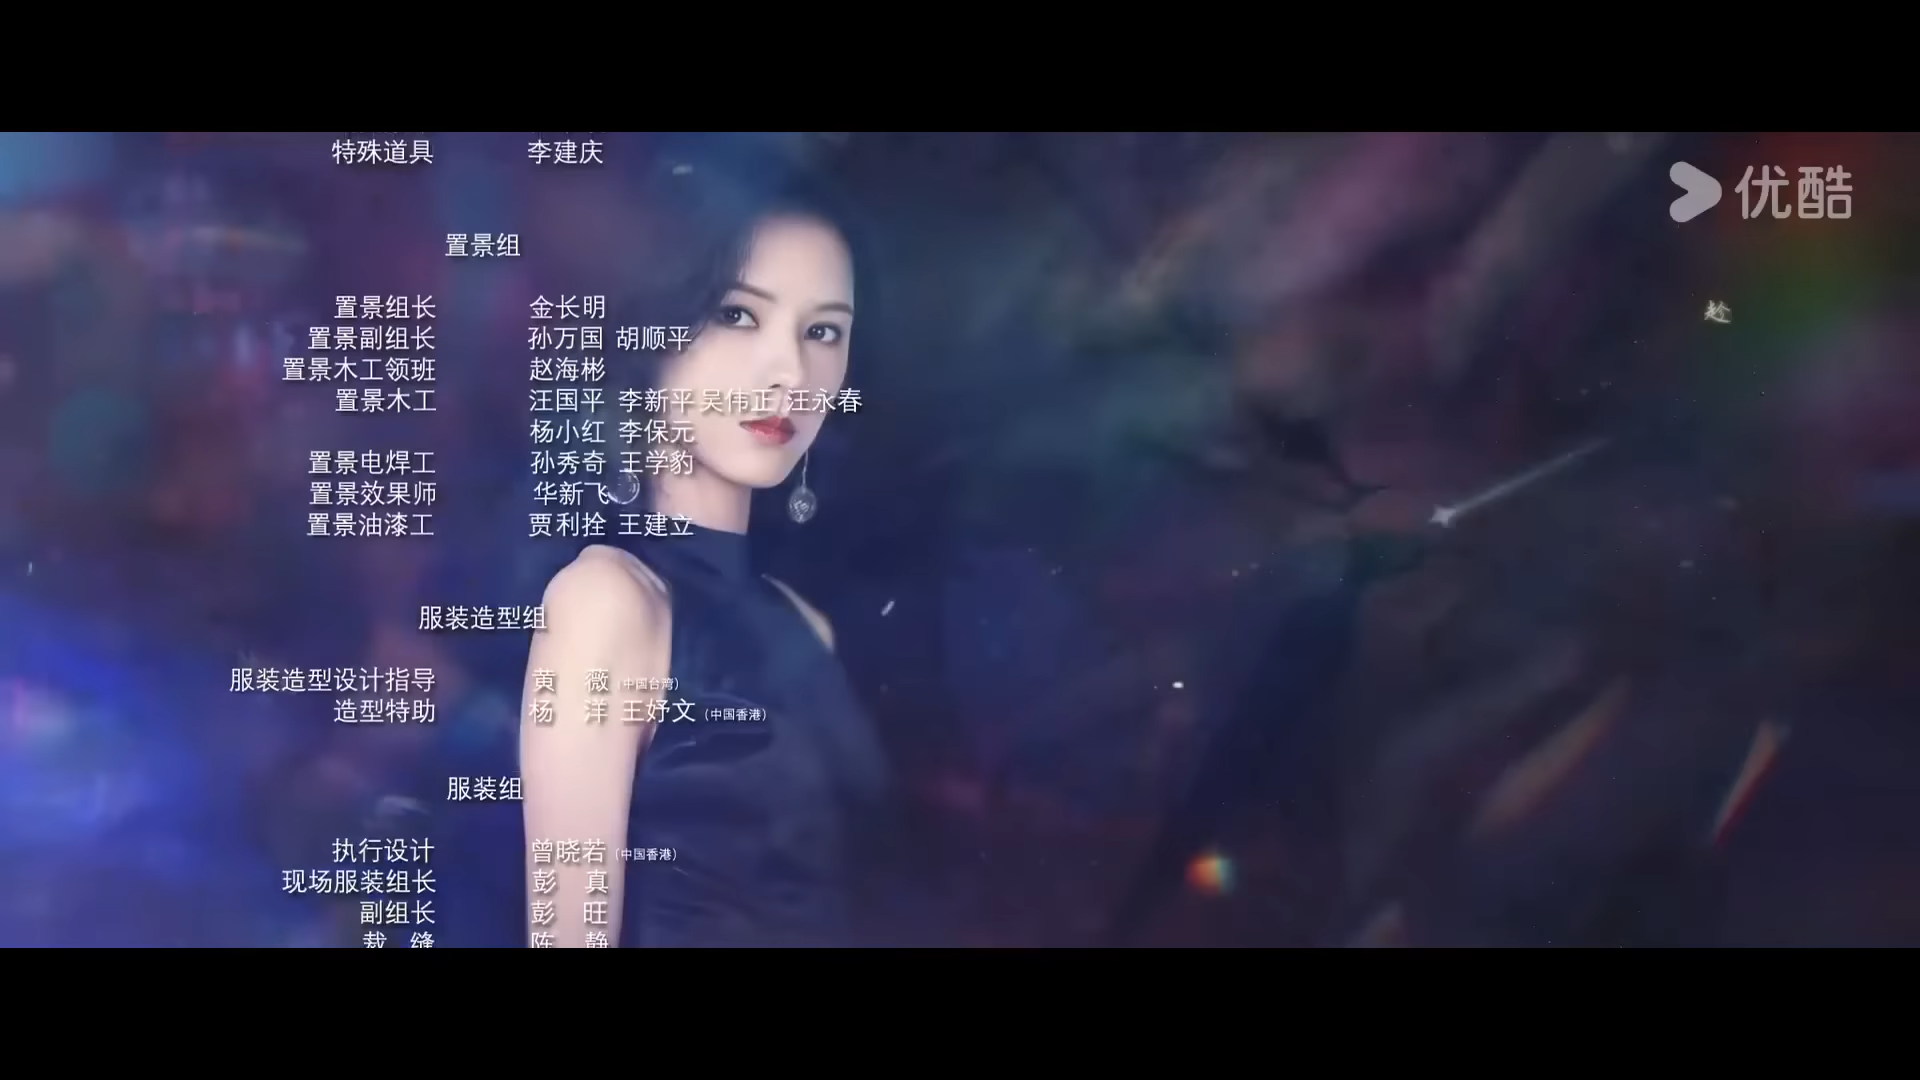 特殊道具 李建庆
优酷
置景组
趁
置景组长 金长明
置景副组长 孙万国 胡顺平
置景木工领班 赵海彬
置景木工 汪国平 李新平 吴伟正 汪永春
杨小红 李保元
置景电焊工 孙秀奇 王学豹
置景效果师 华新飞
置景油漆工 贾利拴 王建立
服装造型组
服装造型设计指导 黄 薇(中国台湾)
造型特助 杨 洋 王妤文(中国香港)
服装组
执行设计 曾晓若(中国香港)
现场服装组长 彭 真
副组长 彭 旺
裁 缝 陈 静